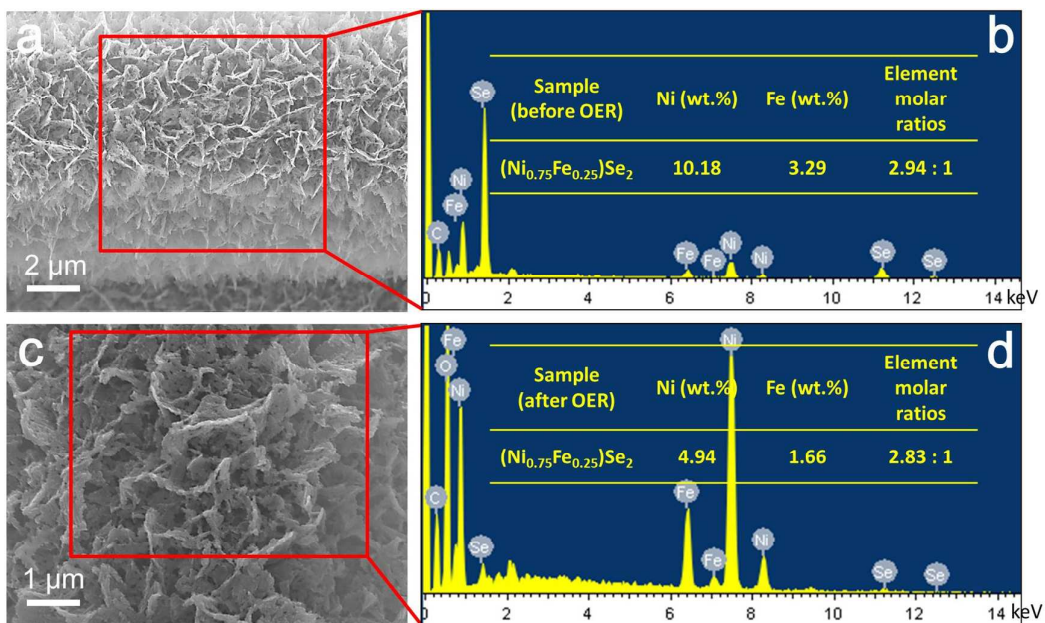 a
2 μm
b
Sample
(before OER)
Ni (wt.%)
Fe (wt.%)
Element
molar
ratios
(Ni0.75Fe0.25)Se2
10.18
3.29
2.94 : 1
C
Fe
Ni
Se
Fe
Fe
Ni
Ni
Se
Se
0 2 4 6 8 10 12 14 keV
c
1 μm
d
Sample
(after OER)
Ni (wt.%)
Fe (wt.%)
Element
molar
ratios
(Ni0.75Fe0.25)Se2
4.94
1.66
2.83 : 1
C
O
Fe
Ni
Se
Fe
Fe
Ni
Ni
Se
Se
0 2 4 6 8 10 12 14 keV